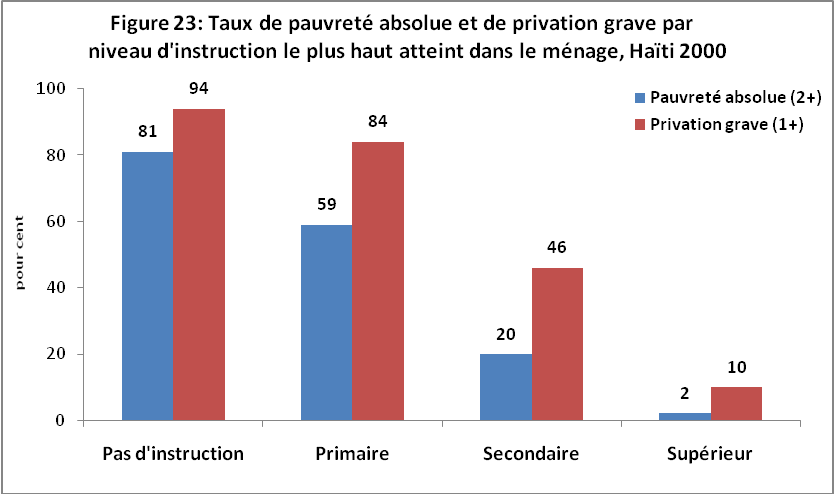 Figure 23: Taux de pauvreté absolue et de privation grave par
niveau d'instruction le plus haut atteint dans le ménage, Haïti 2000
Pauvreté absolue (2+)
Privation grave (1+)
pour cent
100
80
60
40
20
0
81
94
59
84
20
46
2
10
Pas d'instruction
Primaire
Secondaire
Supérieur